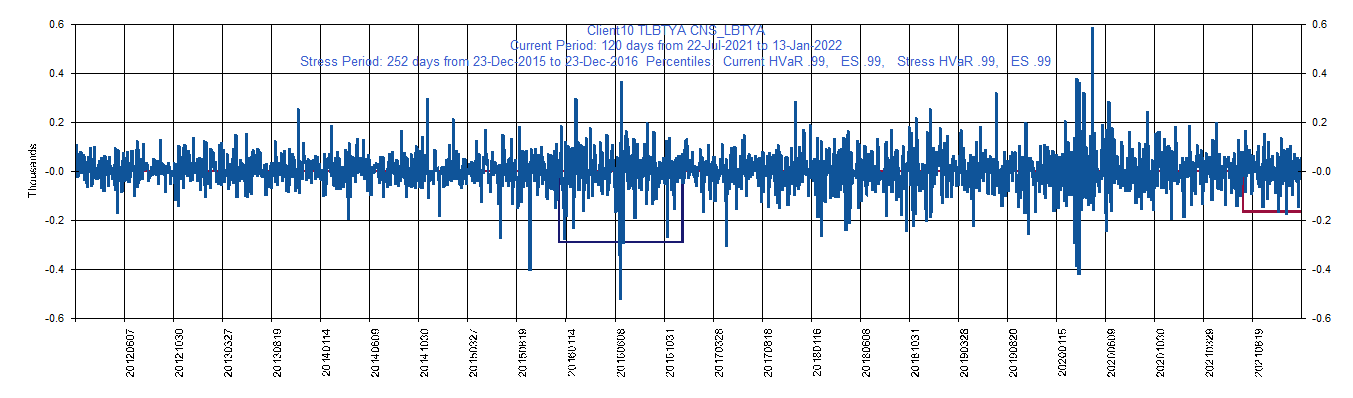 Client10 TLBTYA CNS_LBTYA
Current Period: 120 days from 22-Jul-2021 to 13-Jan-2022
Stress Period: 252 days from 23-Dec-2015 to 23-Dec-2016 Percentiles: Current HVaR .99, ES .99, Stress HVaR .99, ES .99
0.6 0.6
0.4 0.4
0.2 0.2
-0.0 -0.0
-0.2 -0.2
-0.4 -0.4
-0.6 -0.6
Thousands
20120607 20121030 20130327 20130819 20140114 20140609 20141030 20150327 20150819 20160114 20160608 20161031 20170328 20170818 20180116 20180608 20181031 20190328 20190820 20200115 20200609 20201030 20210329 20210819